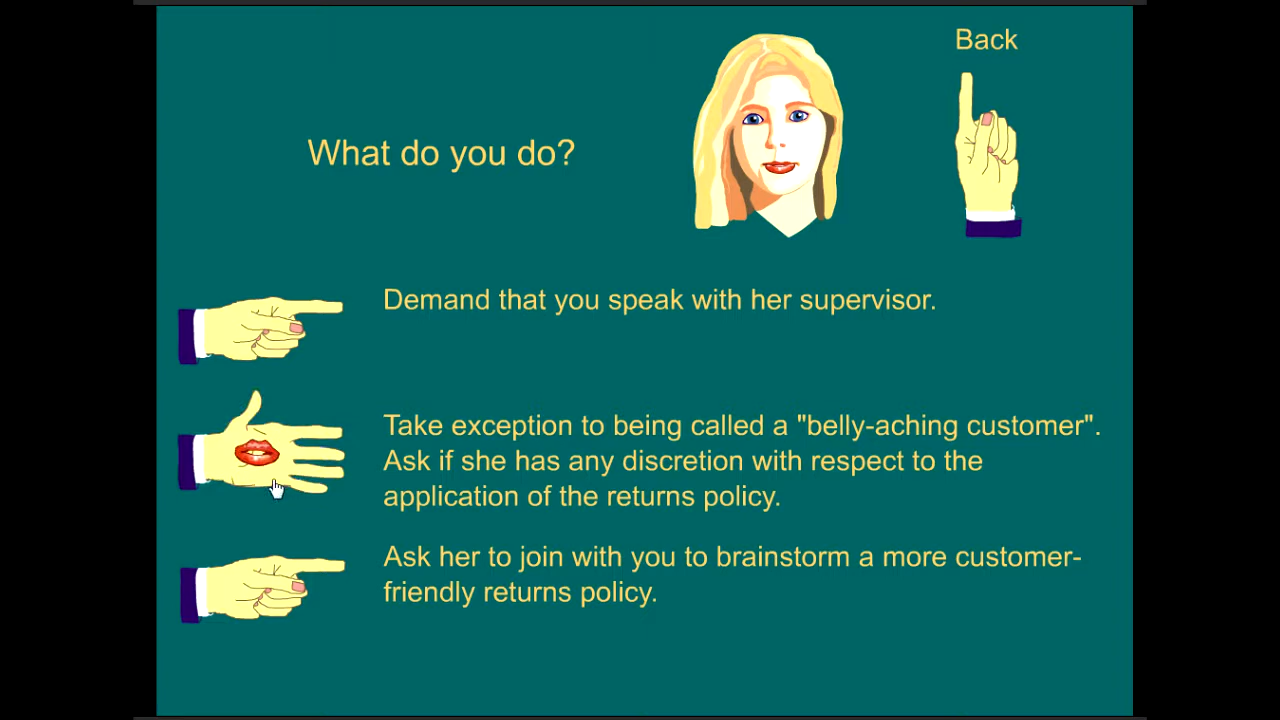 Back
What do you do?
Demand that you speak with her supervisor.
Take exception to being called a "belly-aching customer".
Ask if she has any discretion with respect to the
application of the returns policy.
Ask her to join with you to brainstorm a more customer-
friendly returns policy.